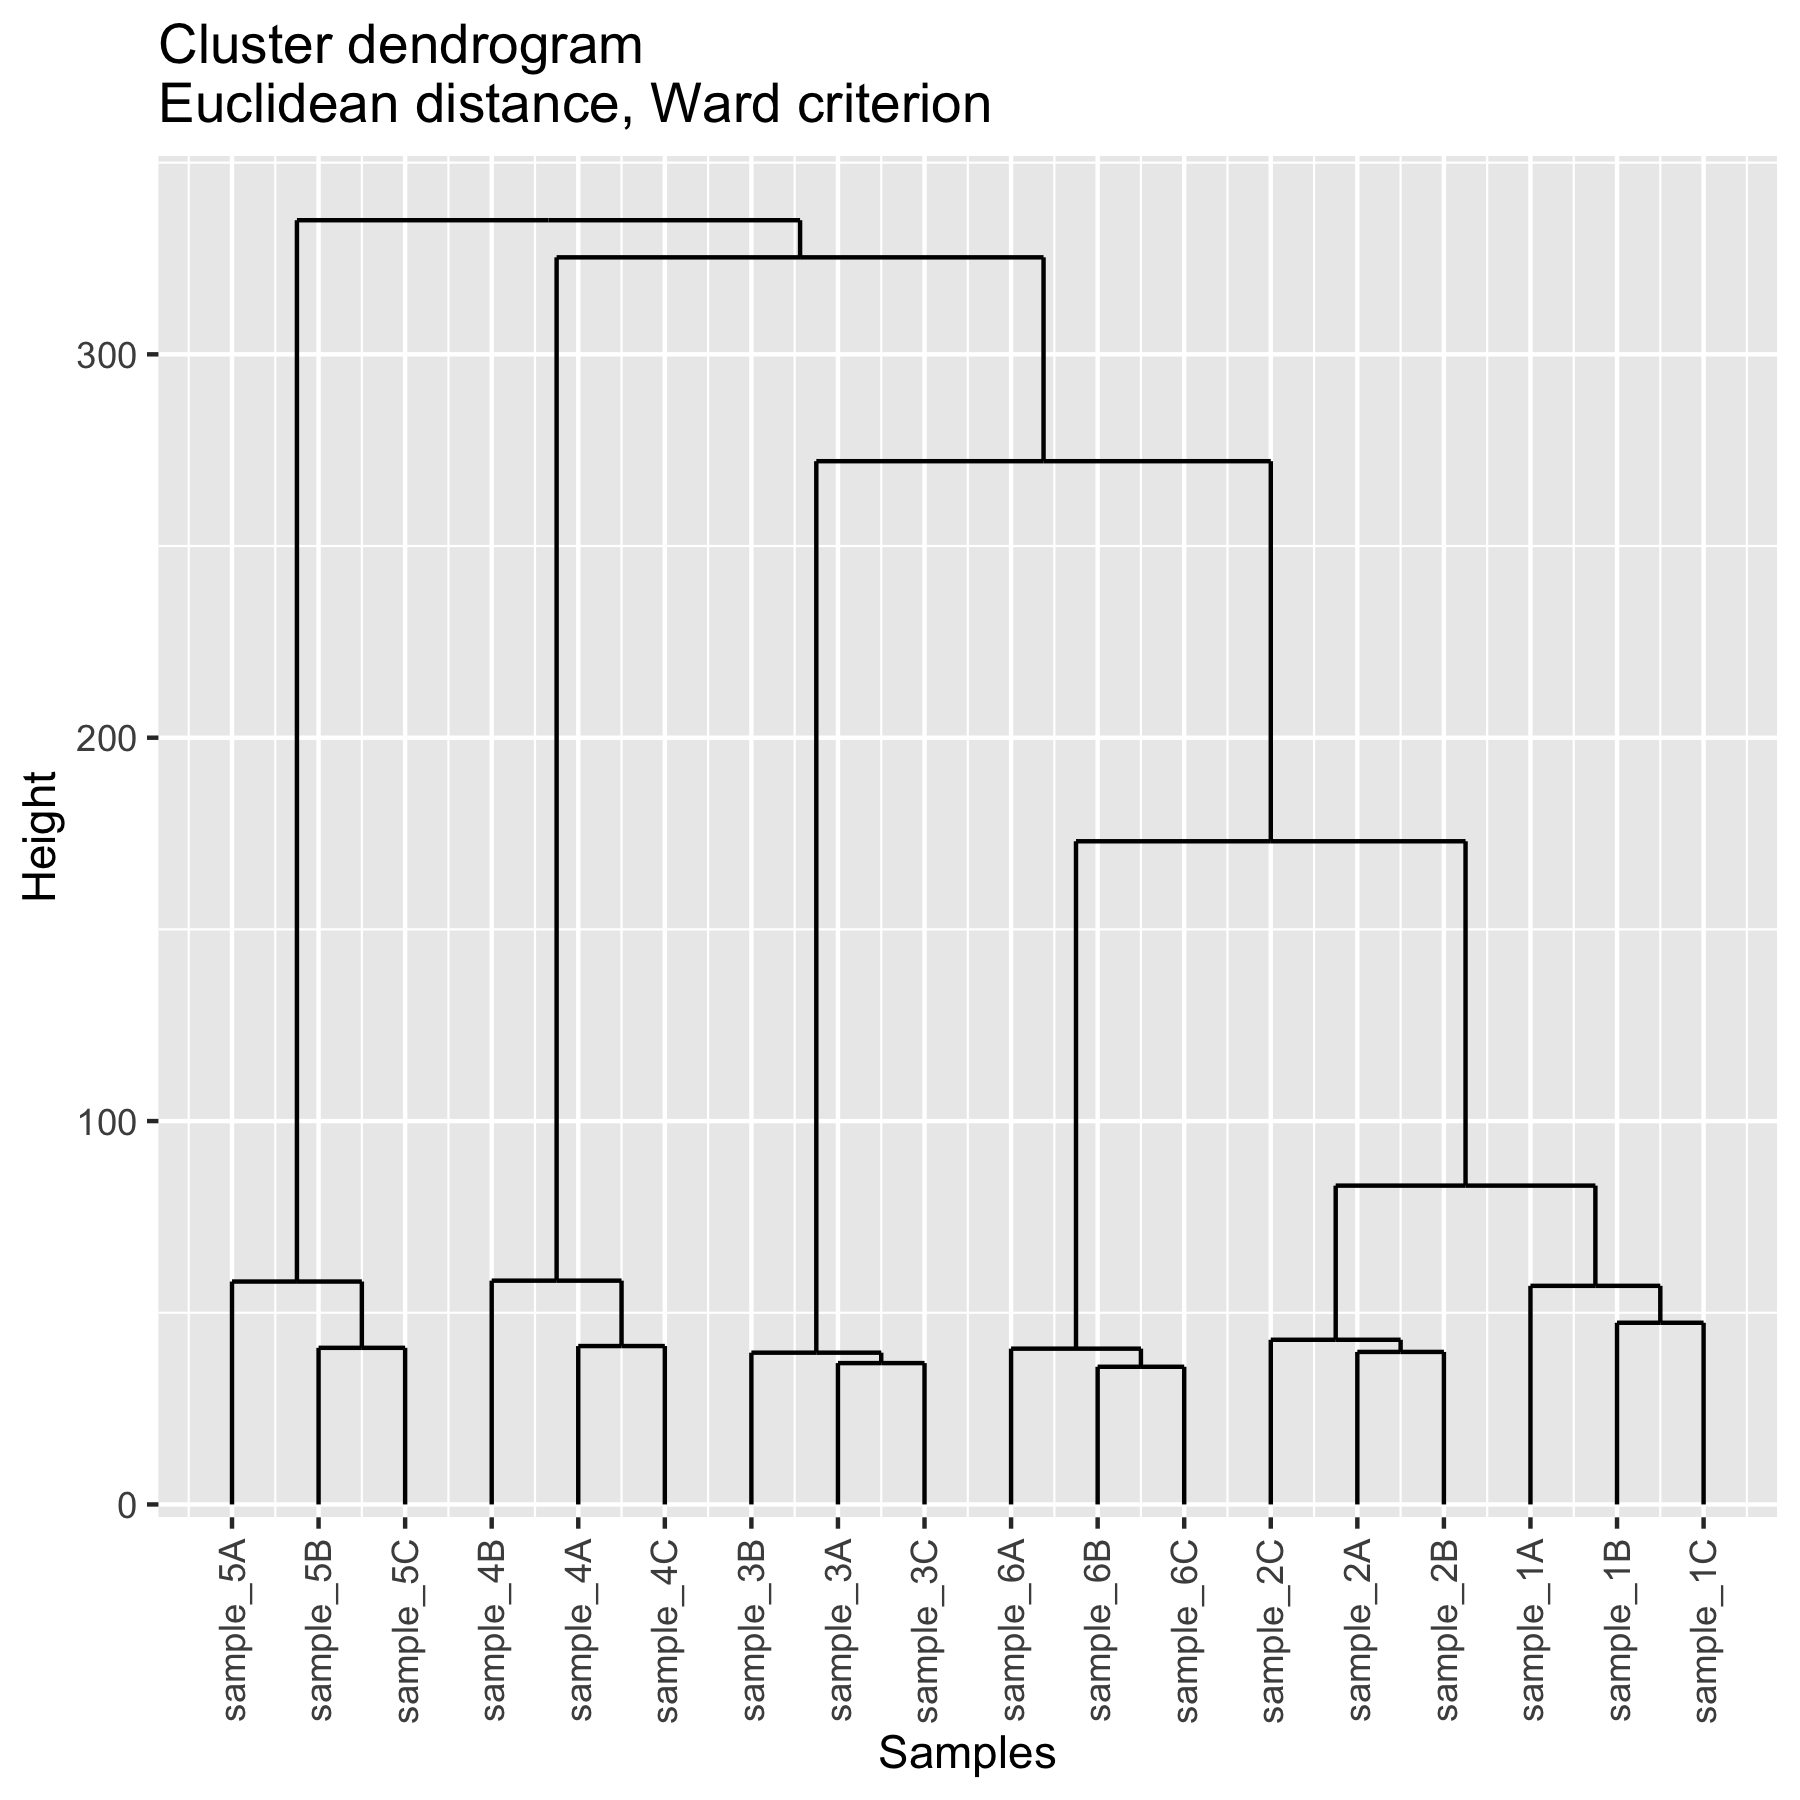 Cluster dendrogram
Euclidean distance, Ward criterion
Height
300
200
100
0
sample_5A
sample_5B
sample_5C
sample_4B
sample_4A
sample_4C
sample_3B
sample_3A
sample_3C
sample_6A
sample_6B
sample_6C
sample_2C
sample_2A
sample_2B
sample_1A
sample_1B
sample_1C
Samples